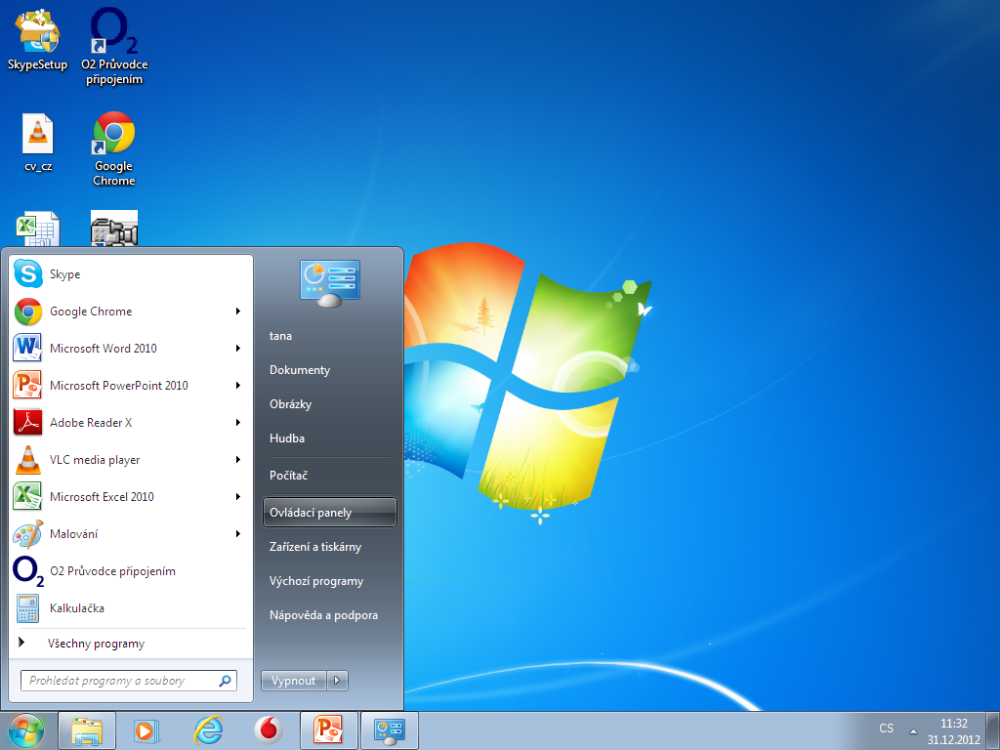 SkypeSetup
O2 Průvodce
připojením
cv_cz
Google
Chrome
Skype
Google Chrome
Microsoft Word 2010
Microsoft PowerPoint 2010
Adobe Reader X
VLC media player
Microsoft Excel 2010
Malování
O2 Průvodce připojením
Kalkulačka
Všechny programy
Prohledat programy a soubory
tana
Dokumenty
Obrázky
Hudba
Počítač
Ovládací panely
Zařízení a tiskárny
Výchozí programy
Nápověda a podpora
Vypnout
CS
11:32
31.12.2012